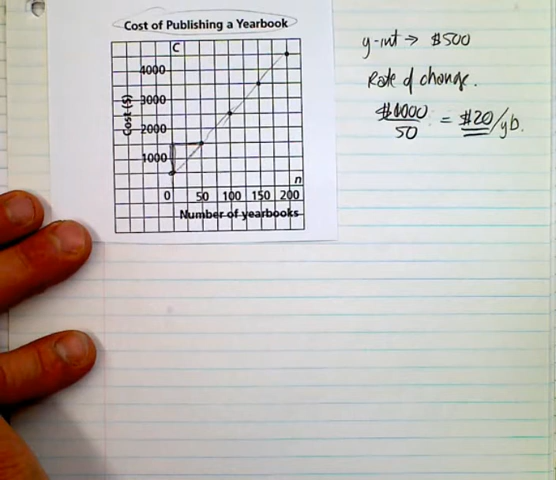 Cost of Publishing a Yearbook
C
4000
3000
2000
1000
Cost ($)
n
0 50 100 150 200
Number of yearbooks
y-int → $500
Rate of change.
$1000
50
= $20/yb.